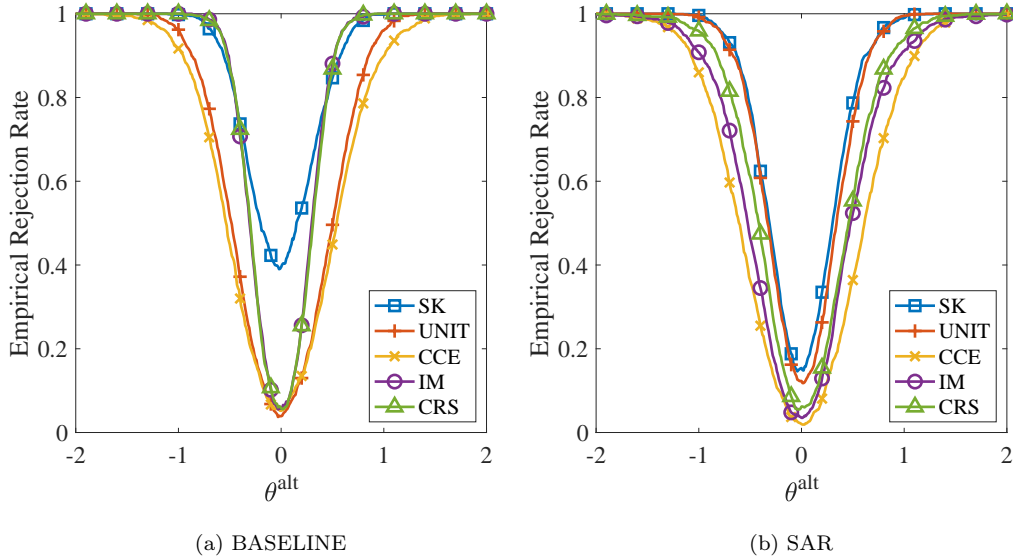 1
0.8
0.6
0.4
0.2
0
Empirical Rejection Rate
-2 -1 0 1 2
θalt
SK
UNIT
CCE
IM
CRS
(a) BASELINE
1
0.8
0.6
0.4
0.2
0
Empirical Rejection Rate
-2 -1 0 1 2
θalt
SK
UNIT
CCE
IM
CRS
(b) SAR